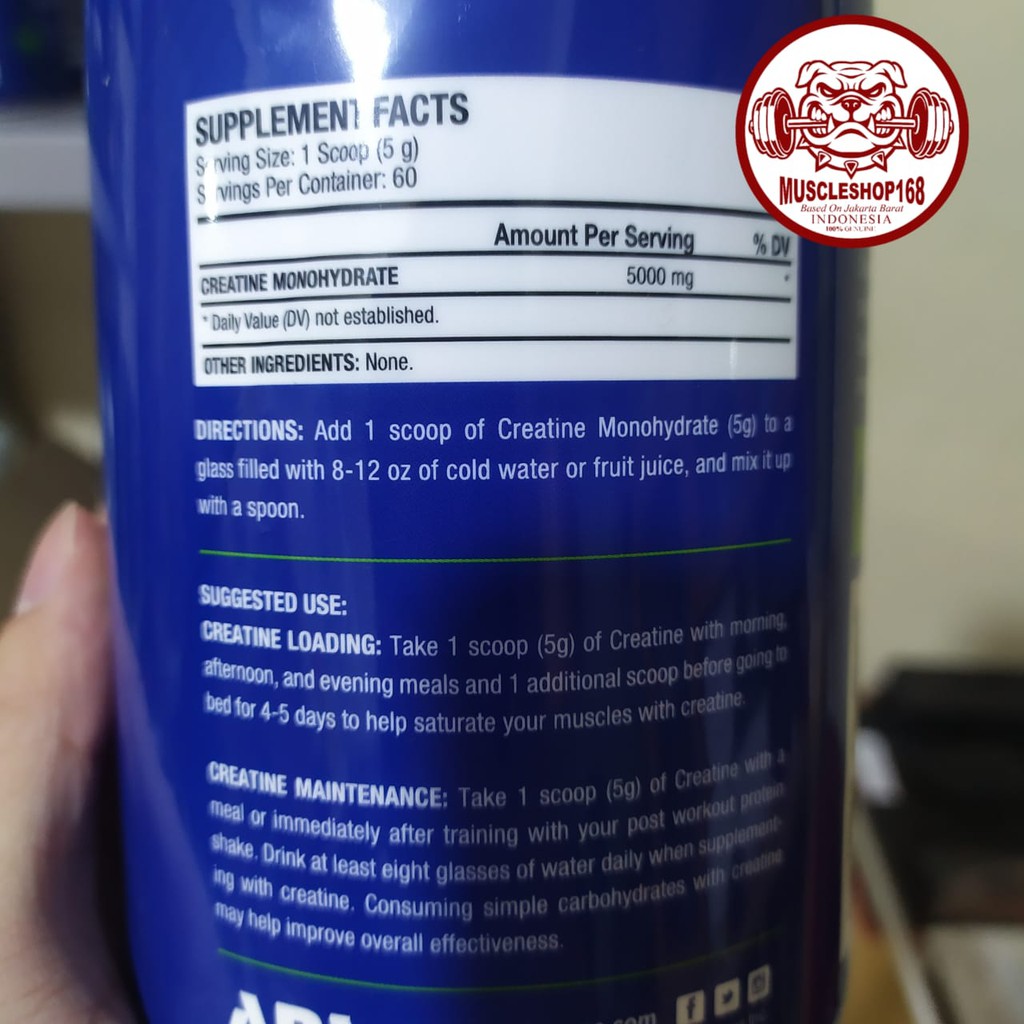 SUPPLEMENT FACTS
Serving Size: 1 Scoop (5 g)
Servings Per Container: 60
Amount Per Serving % DV
CREATINE MONOHYDRATE 5000 mg *
* Daily Value (DV) not established.
OTHER INGREDIENTS: None.
DIRECTIONS: Add 1 scoop of Creatine Monohydrate (5g) to a
glass filled with 8-12 oz of cold water or fruit juice, and mix it up
with a spoon.
SUGGESTED USE:
CREATINE LOADING: Take 1 scoop (5g) of Creatine with morning,
afternoon, and evening meals and 1 additional scoop before going to
bed for 4-5 days to help saturate your muscles with creatine.
CREATINE MAINTENANCE: Take 1 scoop (5g) of Creatine with a
meal or immediately after training with your post workout protein
shake. Drink at least eight glasses of water daily when supplement-
ing with creatine. Consuming simple carbohydrates with creatine
may help improve overall effectiveness.
MUSCLESHOP168
Based On Jakarta Barat
INDONESIA
100% GENUINE